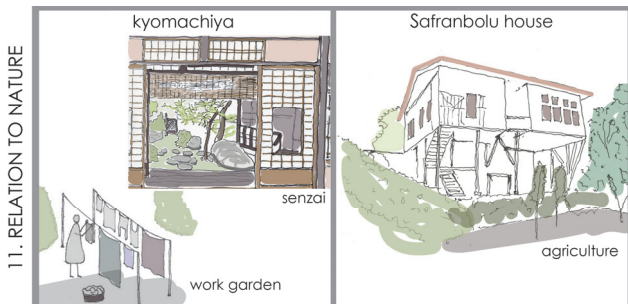 11. RELATION TO NATURE
kyomachiya
Safranbolu house
senzai
work garden
agriculture